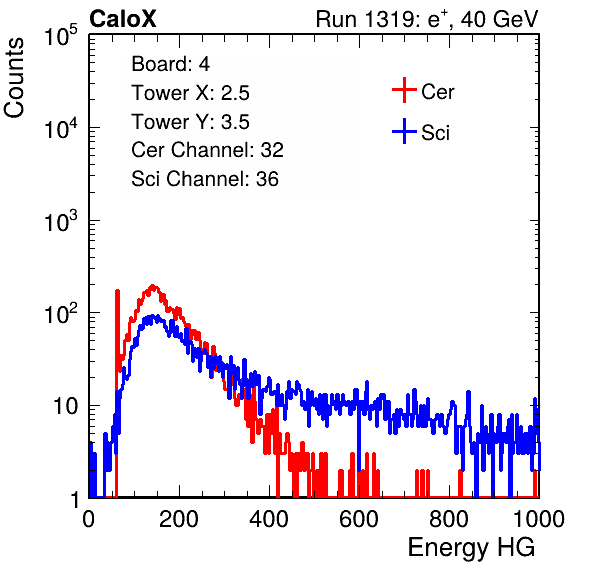 CaloX Run 1319: e⁺, 40 GeV
Board: 4
Tower X: 2.5
Tower Y: 3.5
Cer Channel: 32
Sci Channel: 36
Cer
Sci
Counts
10⁵
10⁴
10³
10²
10
1
0 200 400 600 800 1000
Energy HG